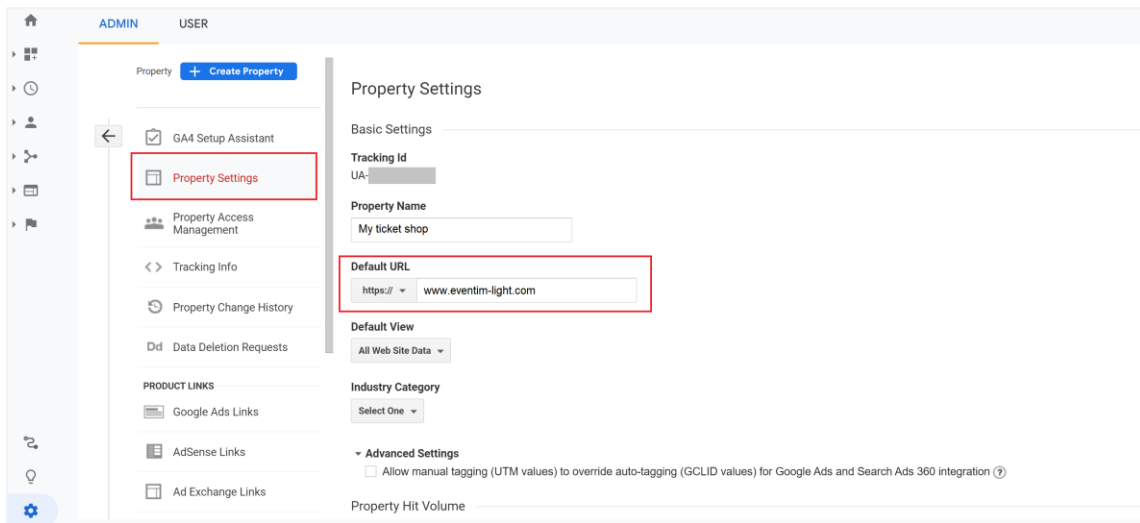 ADMIN USER
Property + Create Property
GA4 Setup Assistant
Property Settings
Property Access
Management
Tracking Info
Property Change History
Dd Data Deletion Requests
PRODUCT LINKS
Google Ads Links
AdSense Links
Ad Exchange Links
Property Settings
Basic Settings
Tracking Id
UA-
Property Name
My ticket shop
Default URL
https:// www.eventim-light.com
Default View
All Web Site Data
Industry Category
Select One
Advanced Settings
Allow manual tagging (UTM values) to override auto-tagging (GCLID values) for Google Ads and Search Ads 360 integration ?
Property Hit Volume